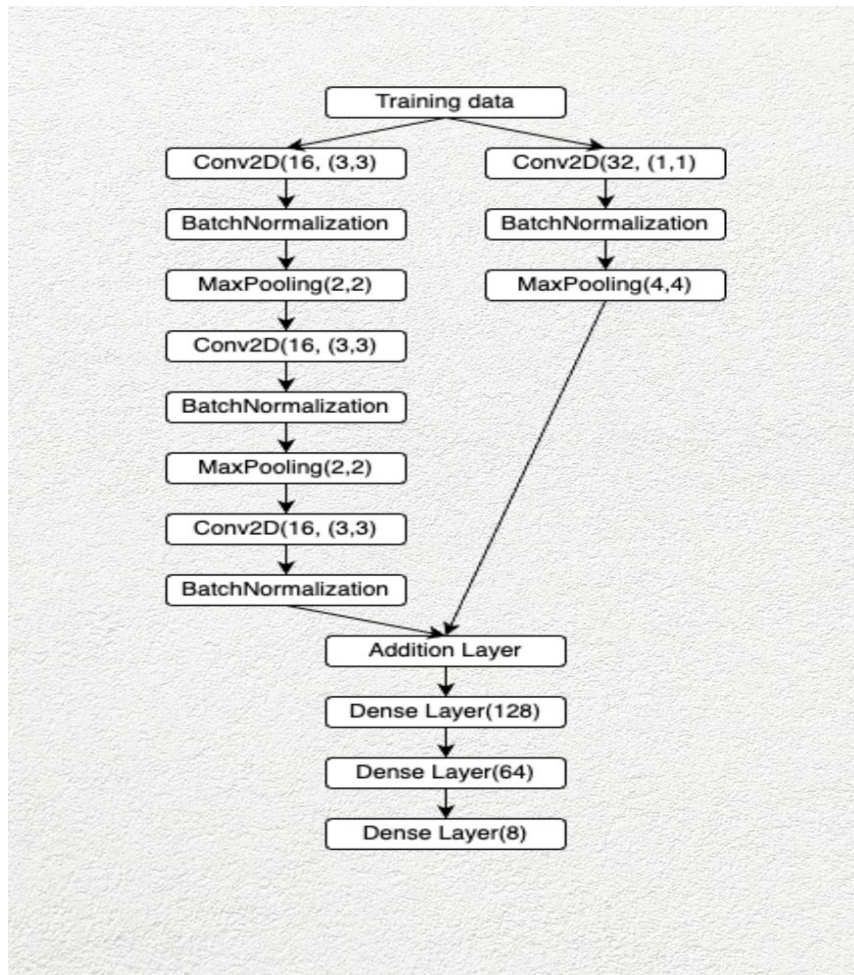 Training data
Conv2D(16, (3,3)
Conv2D(32, (1,1)
BatchNormalization
BatchNormalization
MaxPooling(2,2)
MaxPooling(4,4)
Conv2D(16, (3,3)
BatchNormalization
MaxPooling(2,2)
Conv2D(16, (3,3)
BatchNormalization
Addition Layer
Dense Layer(128)
Dense Layer(64)
Dense Layer(8)